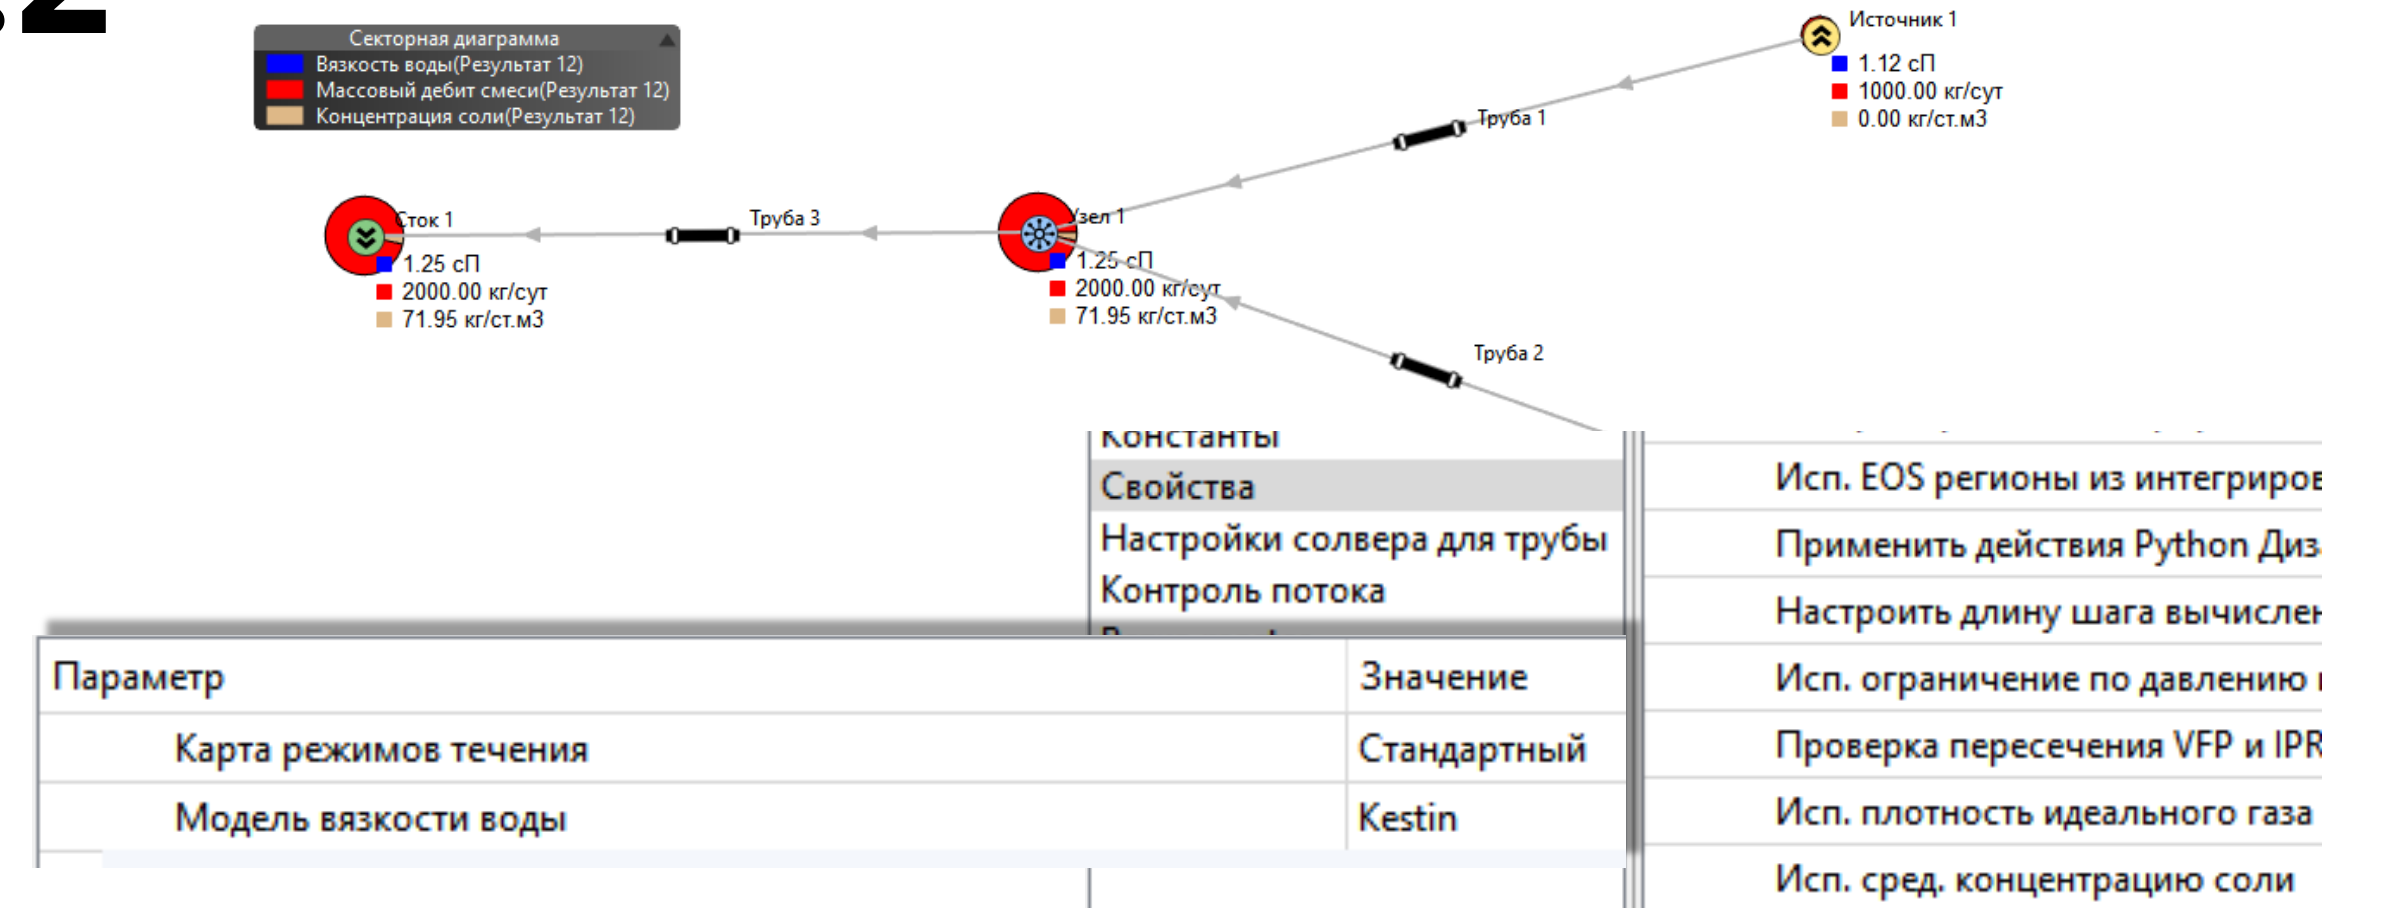 2
Секторная диаграмма
Вязкость воды(Результат 12)
Массовый дебит смеси(Результат 12)
Концентрация соли(Результат 12)
Источник 1
1.12 сП
1000.00 кг/сут
0.00 кг/ст.м3
Труба 1
Сток 1
1.25 сП
2000.00 кг/сут
71.95 кг/ст.м3
Труба 3
Узел 1
1.25 сП
2000.00 кг/сут
71.95 кг/ст.м3
Труба 2
Константы
Свойства
Настройки солвера для трубы
Контроль потока
Параметр Значение
Карта режимов течения Стандартный
Модель вязкости воды Kestin
Исп. EOS регионы из интегриров
Применить действия Python Диз
Настроить длину шага вычислен
Исп. ограничение по давлению
Проверка пересечения VFP и IPR
Исп. плотность идеального газа
Исп. сред. концентрацию соли